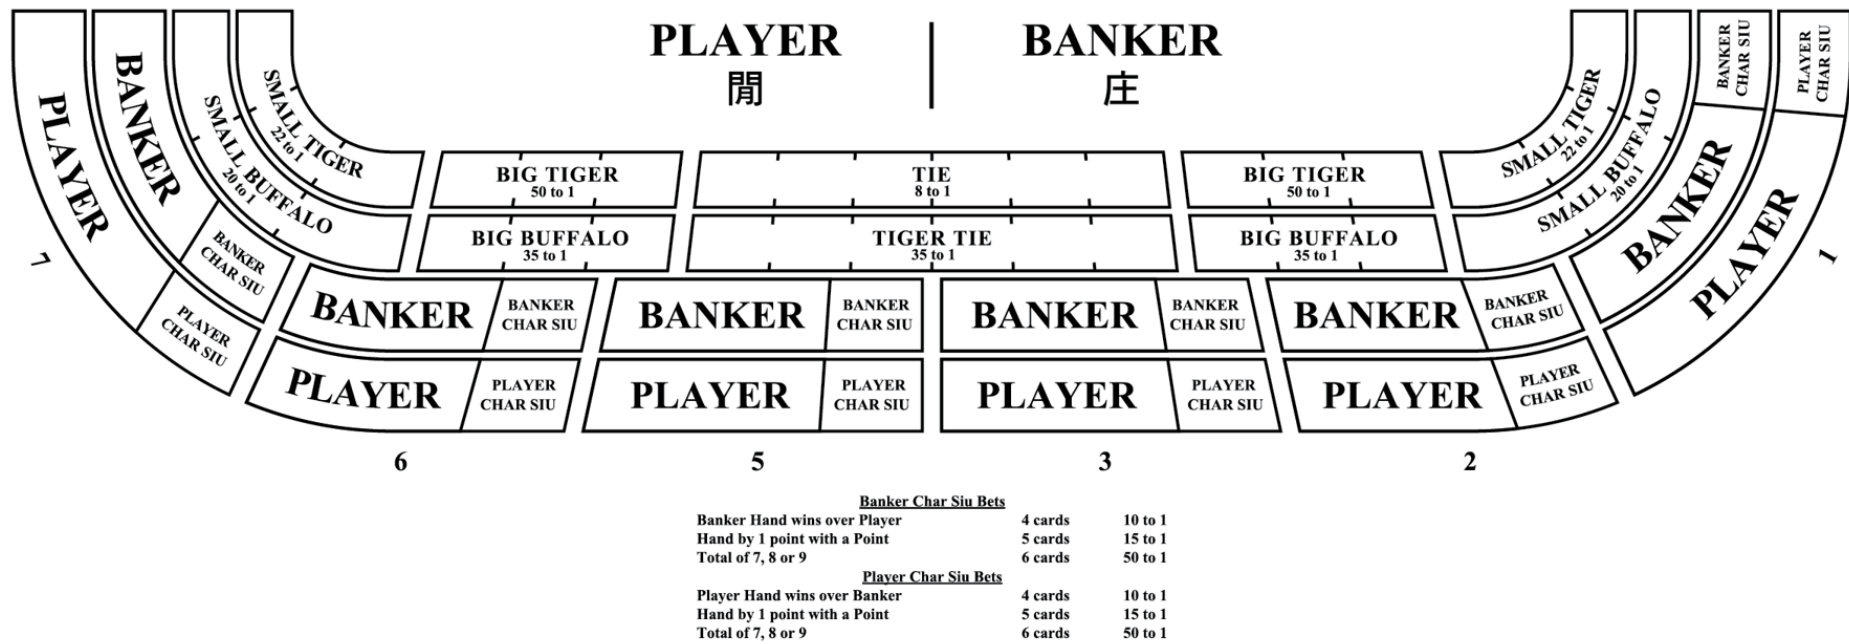 PLAYER
閒
BANKER
庄
PLAYER
BANKER
SMALL BUFFALO
20 to 1
SMALL TIGER
22 to 1
BANKER
CHAR SIU
PLAYER
CHAR SIU
7
BIG TIGER
50 to 1
TIE
8 to 1
BIG TIGER
50 to 1
BIG BUFFALO
35 to 1
TIGER TIE
35 to 1
BIG BUFFALO
35 to 1
SMALL TIGER
22 to 1
SMALL BUFFALO
20 to 1
BANKER
CHAR SIU
PLAYER
CHAR SIU
BANKER
PLAYER
1
BANKER
BANKER
CHAR SIU
BANKER
BANKER
CHAR SIU
BANKER
BANKER
CHAR SIU
BANKER
BANKER
CHAR SIU
PLAYER
PLAYER
CHAR SIU
PLAYER
PLAYER
CHAR SIU
PLAYER
PLAYER
CHAR SIU
PLAYER
PLAYER
CHAR SIU
6
5
3
2
Banker Char Siu Bets
Banker Hand wins over Player 4 cards 10 to 1
Hand by 1 point with a Point 5 cards 15 to 1
Total of 7, 8 or 9 6 cards 50 to 1
Player Char Siu Bets
Player Hand wins over Banker 4 cards 10 to 1
Hand by 1 point with a Point 5 cards 15 to 1
Total of 7, 8 or 9 6 cards 50 to 1